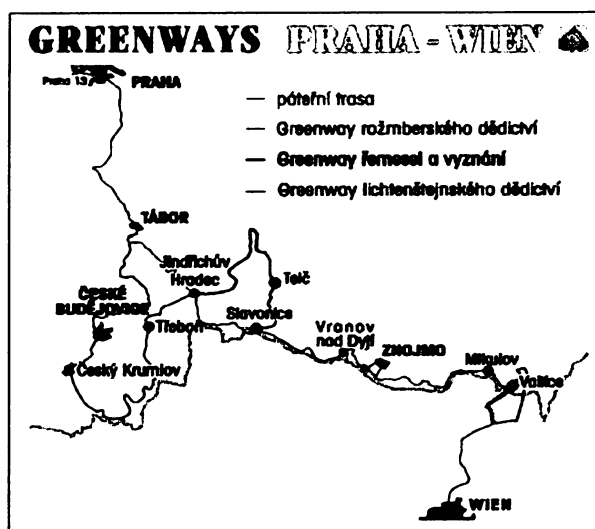 GREENWAYS PRAHA - WIEN
Praha 13
PRAHA
páteřní trasa
Greenway rožmberského dědictví
Greenway řemesel a vyznání
Greenway lichtenštejnského dědictví
TÁBOR
Jindřichův
Hradec
Telč
ČESKÉ
BUDĚJOVICE
Třeboň
Slavonice
Vranov
nad Dyjí
ZNOJMO
Mikulov
Valtice
Český Krumlov
WIEN